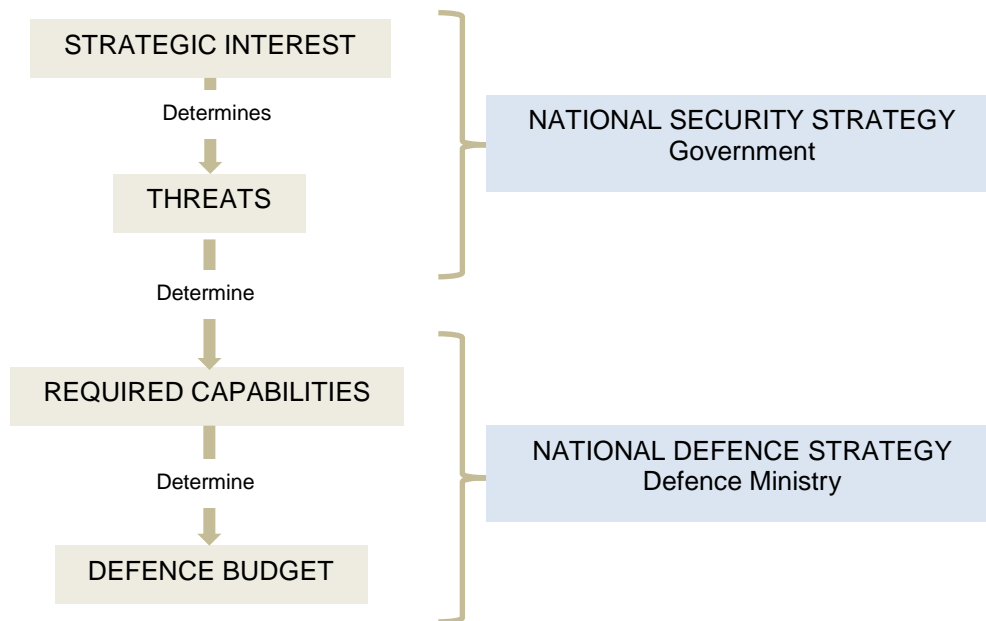 STRATEGIC INTEREST
Determines
THREATS
Determine
REQUIRED CAPABILITIES
Determine
DEFENCE BUDGET
NATIONAL SECURITY STRATEGY
Government
NATIONAL DEFENCE STRATEGY
Defence Ministry